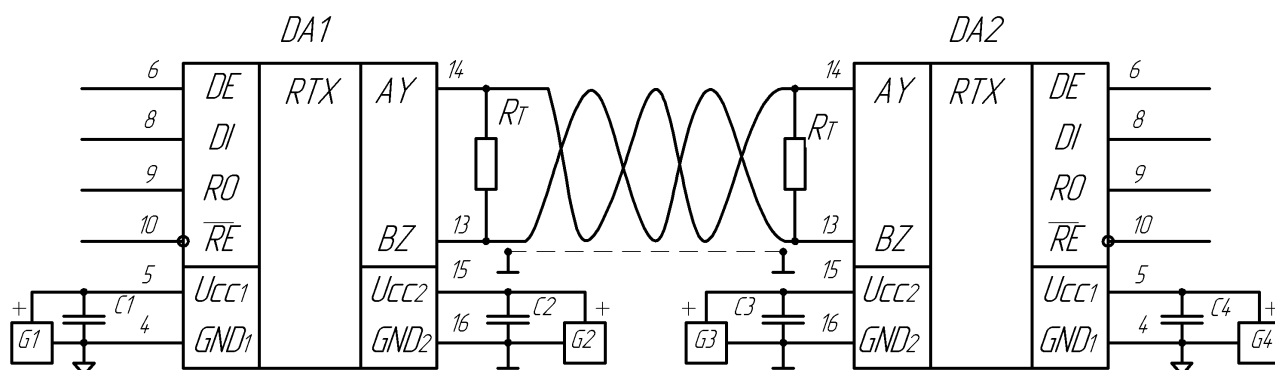 DA1 DA2
6 14 14 6
DE RTX AY RT RT AY RTX DE
8 8
DI DI
9 9
RO RO
10 13 13 10
RE BZ BZ RE
5 15 15 5
UCC1 UCC2 UCC2 UCC1
+ C1 C2 + + C3 C4 +
G1 4 16 G2 G3 16 4 G4
GND1 GND2 GND2 GND1